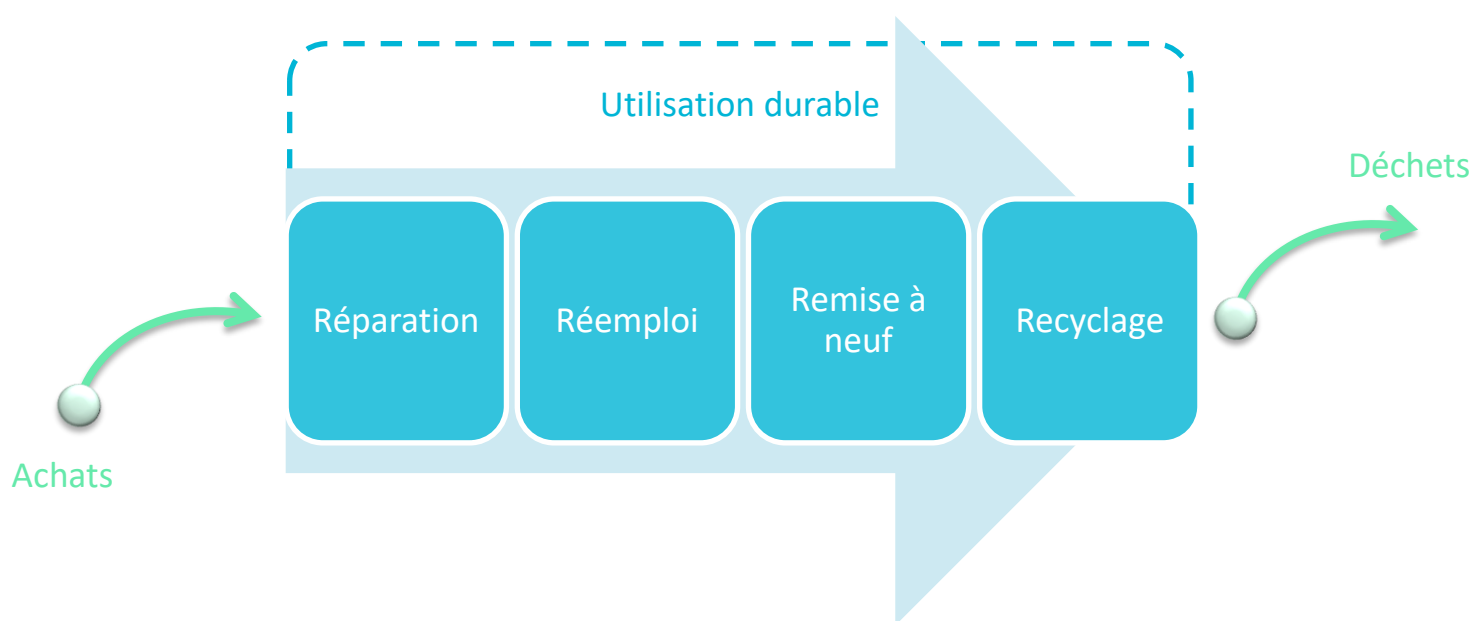 Utilisation durable
Déchets
Réparation
Réemploi
Remise à
neuf
Recyclage
Achats